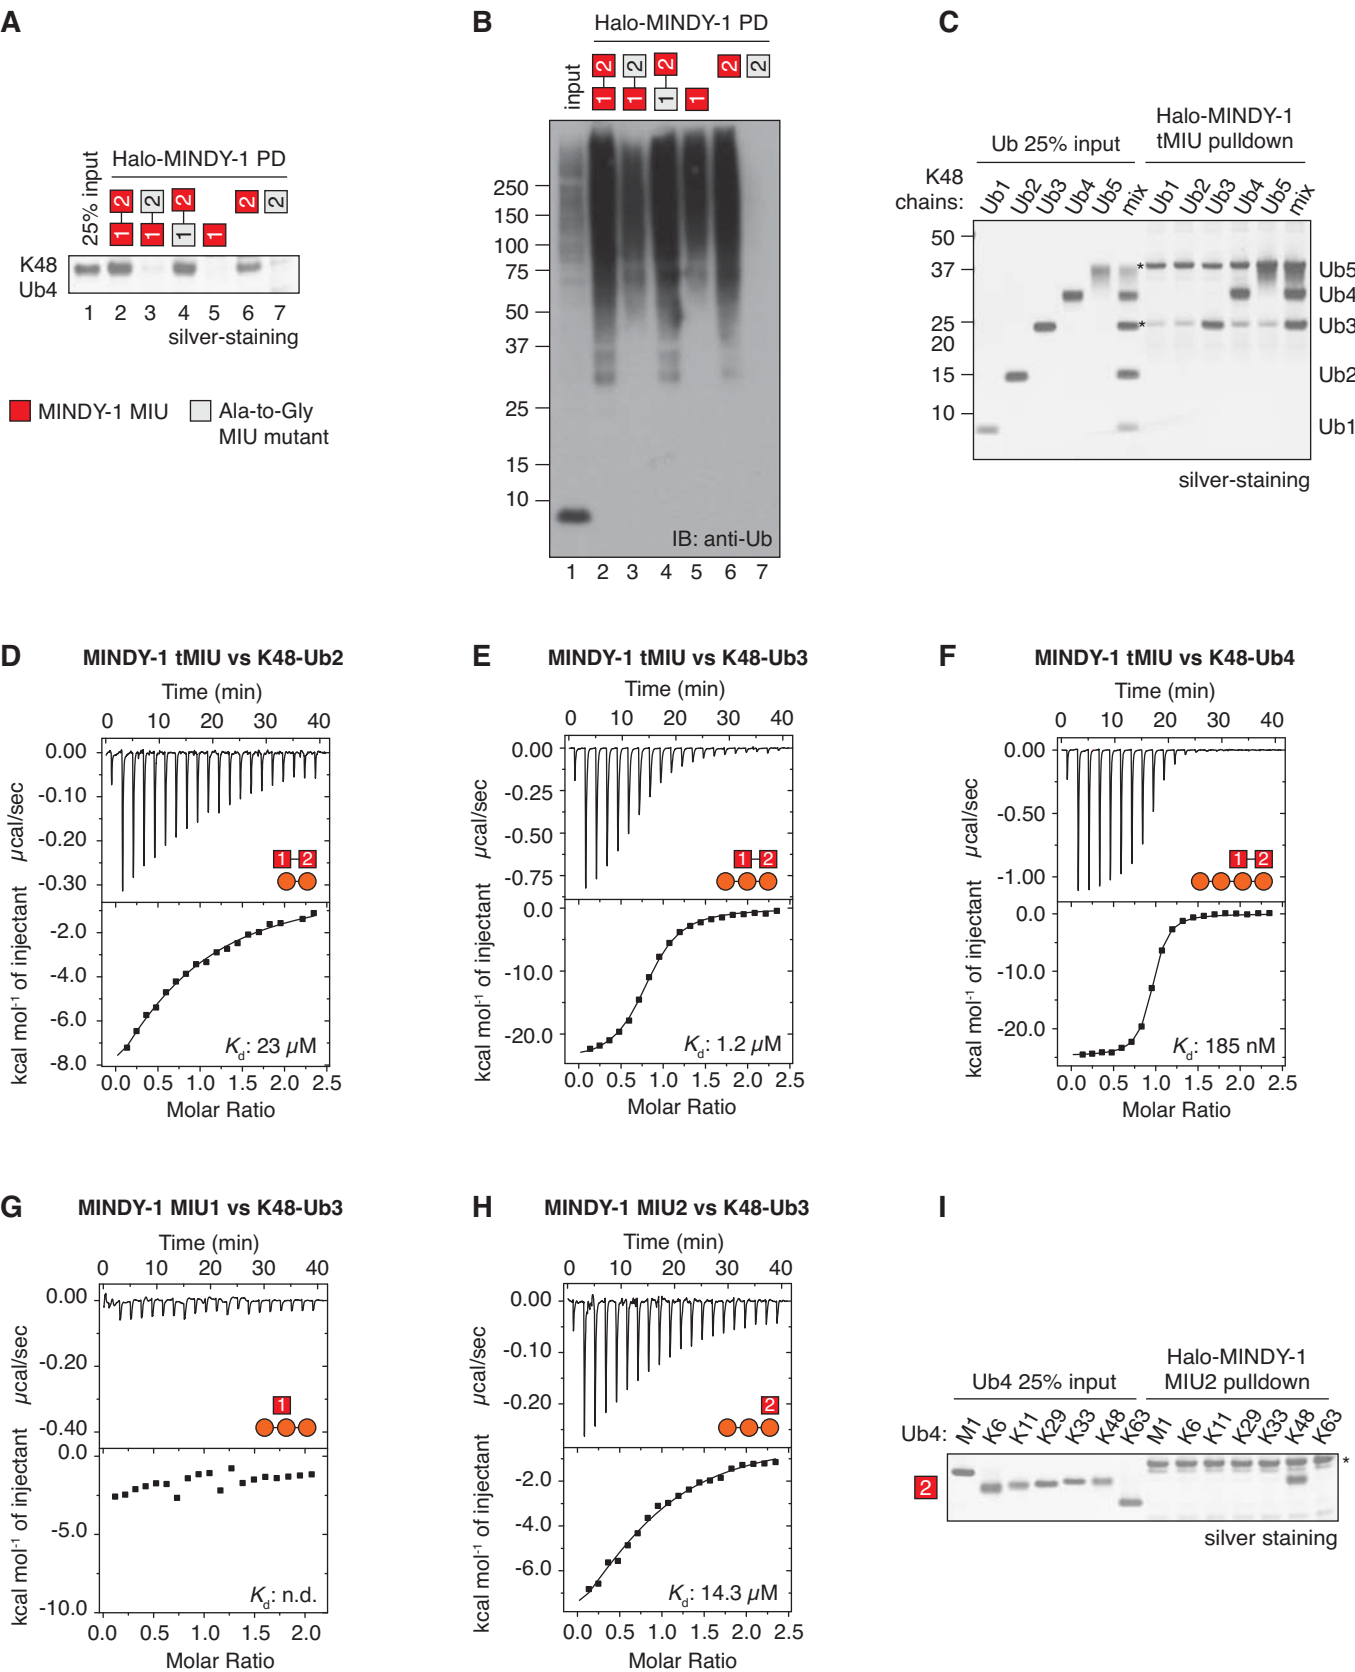 A
Halo-MINDY-1 PD
25% input
2 2 2 2 2
1 1 1 1
K48
Ub4
1 2 3 4 5 6 7
silver-staining
MINDY-1 MIU
Ala-to-Gly
MIU mutant
B
Halo-MINDY-1 PD
input
2 2 2 2 2
1 1 1 1
250
150
100
75
50
37
25
15
10
IB: anti-Ub
1 2 3 4 5 6 7
C
Halo-MINDY-1
tMIU pulldown
Ub 25% input
K48
chains:
Ub1 Ub2 Ub3 Ub4 Ub5 mix Ub1 Ub2 Ub3 Ub4 Ub5 mix
50
37 * Ub5
Ub4
25 * Ub3
20
15 Ub2
10
Ub1
silver-staining
D
MINDY-1 tMIU vs K48-Ub2
Time (min)
0 10 20 30 40
0.00
-0.10
-0.20
-0.30
µcal/sec
1 2
-2.0
-4.0
-6.0
-8.0
kcal mol-1 of injectant
Kd: 23 µM
0.0 0.5 1.0 1.5 2.0 2.5
Molar Ratio
E
MINDY-1 tMIU vs K48-Ub3
Time (min)
0 10 20 30 40
0.00
-0.25
-0.50
-0.75
µcal/sec
1 2
0.0
-10.0
-20.0
kcal mol-1 of injectant
Kd: 1.2 µM
0.0 0.5 1.0 1.5 2.0 2.5
Molar Ratio
F
MINDY-1 tMIU vs K48-Ub4
Time (min)
0 10 20 30 40
0.00
-0.50
-1.00
µcal/sec
1 2
0.0
-10.0
-20.0
kcal mol-1 of injectant
Kd: 185 nM
0.0 0.5 1.0 1.5 2.0 2.5
Molar Ratio
G
MINDY-1 MIU1 vs K48-Ub3
Time (min)
0 10 20 30 40
0.00
-0.20
-0.40
µcal/sec
1
0.0
-5.0
-10.0
kcal mol-1 of injectant
Kd: n.d.
0.0 0.5 1.0 1.5 2.0
Molar Ratio
H
MINDY-1 MIU2 vs K48-Ub3
Time (min)
0 10 20 30 40
0.00
-0.10
-0.20
µcal/sec
2
-2.0
-4.0
-6.0
kcal mol-1 of injectant
Kd: 14.3 µM
0.0 0.5 1.0 1.5 2.0 2.5
Molar Ratio
I
Halo-MINDY-1
MIU2 pulldown
Ub4 25% input
Ub4: M1 K6 K11 K29 K33 K48 K63 M1 K6 K11 K29 K33 K48 K63
*
2
silver staining